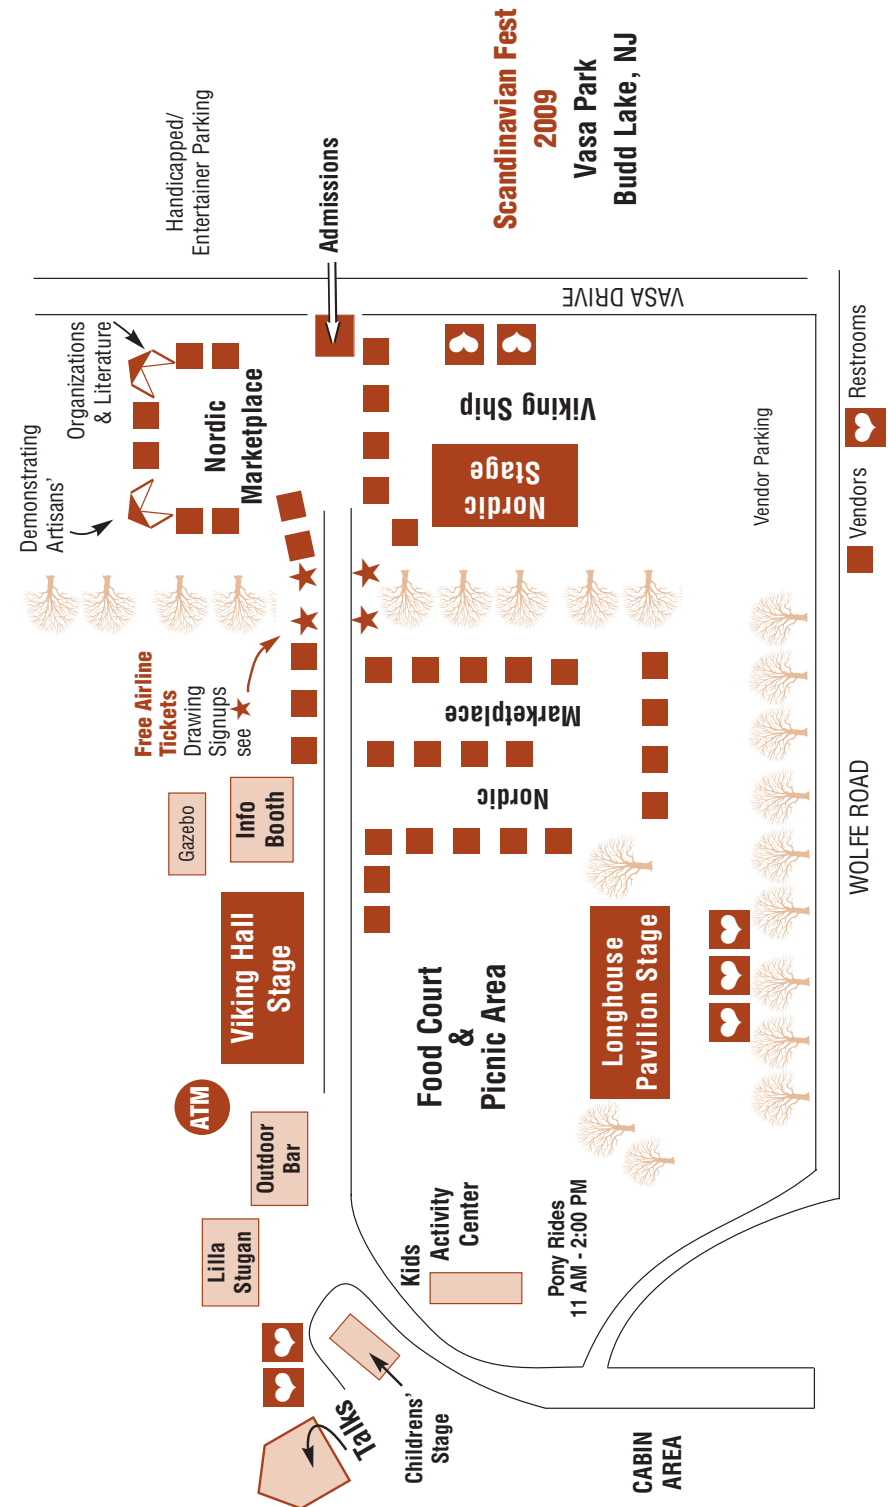 Scandinavian Fest
2009
Vasa Park
Budd Lake, NJ
Handicapped/
Entertainer Parking
Admissions
VASA DRIVE
Organizations
& Literature
Demonstrating
Artisans'
Nordic
Marketplace
Viking Ship
Nordic
Stage
Vendor Parking
Vendors
Restrooms
WOLFE ROAD
Free Airline
Tickets
Drawing
Signups
see
Marketplace
Nordic
Gazebo
Info
Booth
Viking Hall
Stage
Food Court
&
Picnic Area
Longhouse
Pavilion Stage
ATM
Outdoor
Bar
Lilla
Stugan
Kids
Activity
Center
Pony Rides
11 AM - 2:00 PM
Talks
Childrens'
Stage
CABIN
AREA